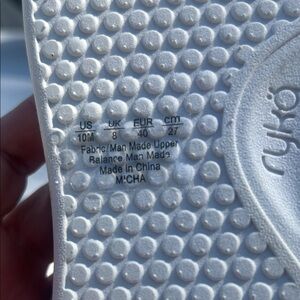 US UK EUR cm
10M 8 40 27
Fabric/Man Made Upper
Balance Man Made
Made in China
M'CHA
rykä